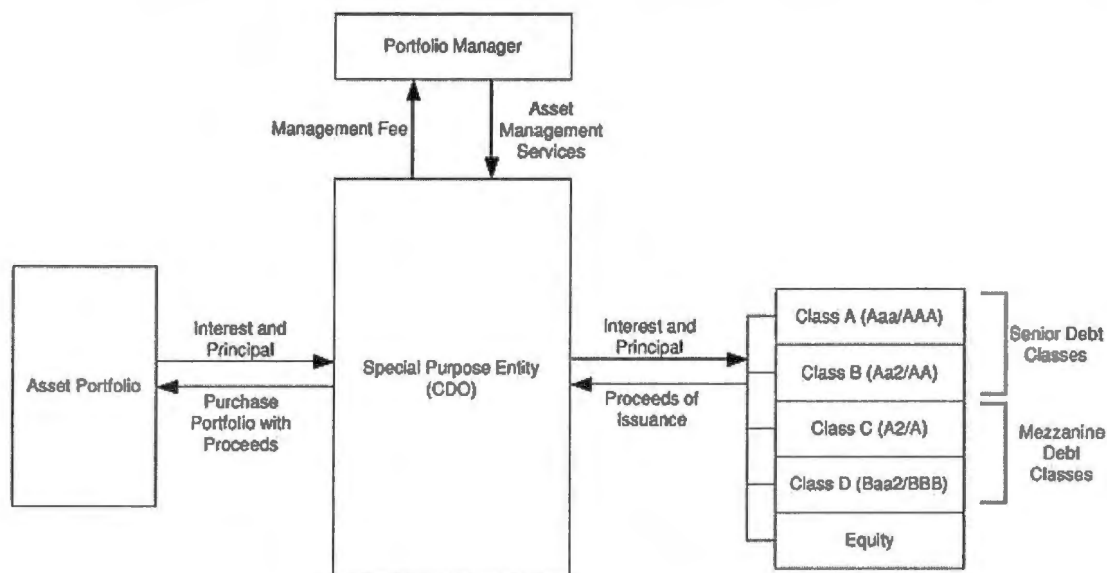 Portfolio Manager
Management Fee
Asset
Management
Services
Asset Portfolio
Interest and
Principal
Purchase
Portfolio with
Proceeds
Special Purpose Entity
(CDO)
Interest and
Principal
Proceeds of
Issuance
Class A (Aaa/AAA)
Class B (Aa2/AA)
Class C (A2/A)
Class D (Baa2/BBB)
Equity
Senior Debt
Classes
Mezzanine
Debt
Classes